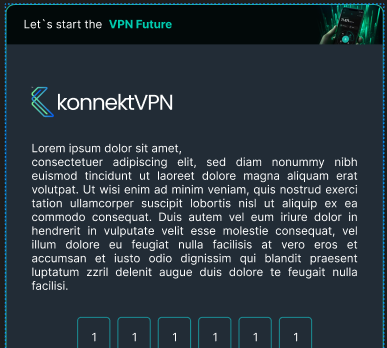 Let`s start the VPN Future
konnektVPN
Lorem ipsum dolor sit amet,
consectetuer adipiscing elit, sed diam nonummy nibh
euismod tincidunt ut laoreet dolore magna aliquam erat
volutpat. Ut wisi enim ad minim veniam, quis nostrud exerci
tation ullamcorper suscipit lobortis nisl ut aliquip ex ea
commodo consequat. Duis autem vel eum iriure dolor in
hendrerit in vulputate velit esse molestie consequat, vel
illum dolore eu feugiat nulla facilisis at vero eros et
accumsan et iusto odio dignissim qui blandit praesent
luptatum zzril delenit augue duis dolore te feugait nulla
facilisi.
1 1 1 1 1 1